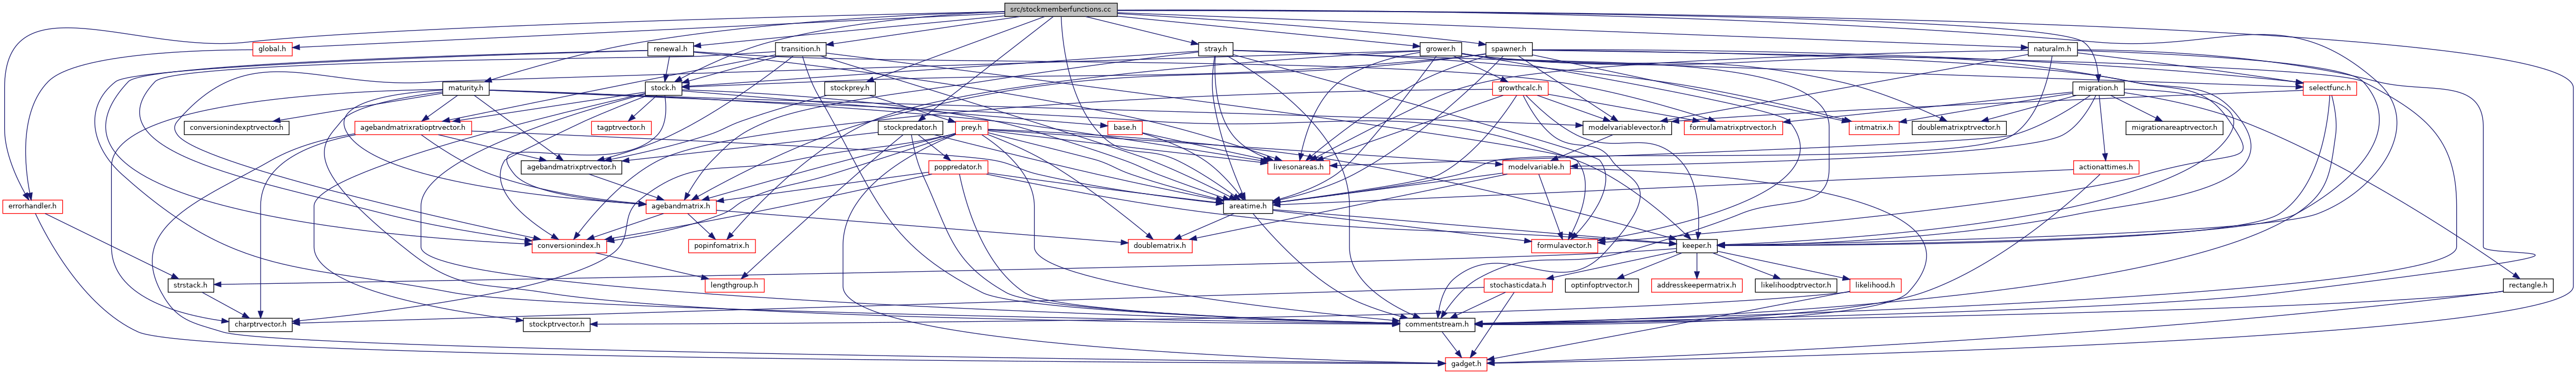 src/stockmemberfunctions.cc
global.h
renewal.h
transition.h
stray.h
grower.h
spawner.h
naturalm.h
maturity.h
stock.h
stockprey.h
growthcalc.h
migration.h
selectfunc.h
conversionindexptrvector.h
agebandmatrixratioptrvector.h
tagptrvector.h
stockpredator.h
prey.h
base.h
modelvariablevector.h
formulamatrixptrvector.h
intmatrix.h
doublematrixptrvector.h
migrationareaptrvector.h
agebandmatrixptrvector.h
poppredator.h
livesonareas.h
modelvariable.h
actionattimes.h
errorhandler.h
agebandmatrix.h
areatime.h
conversionindex.h
popinfomatrix.h
doublematrix.h
formulavector.h
keeper.h
strstack.h
lengthgroup.h
stochasticdata.h
optinfoptrvector.h
addresskeepermatrix.h
likelihoodptrvector.h
likelihood.h
rectangle.h
charptrvector.h
stockptrvector.h
commentstream.h
gadget.h